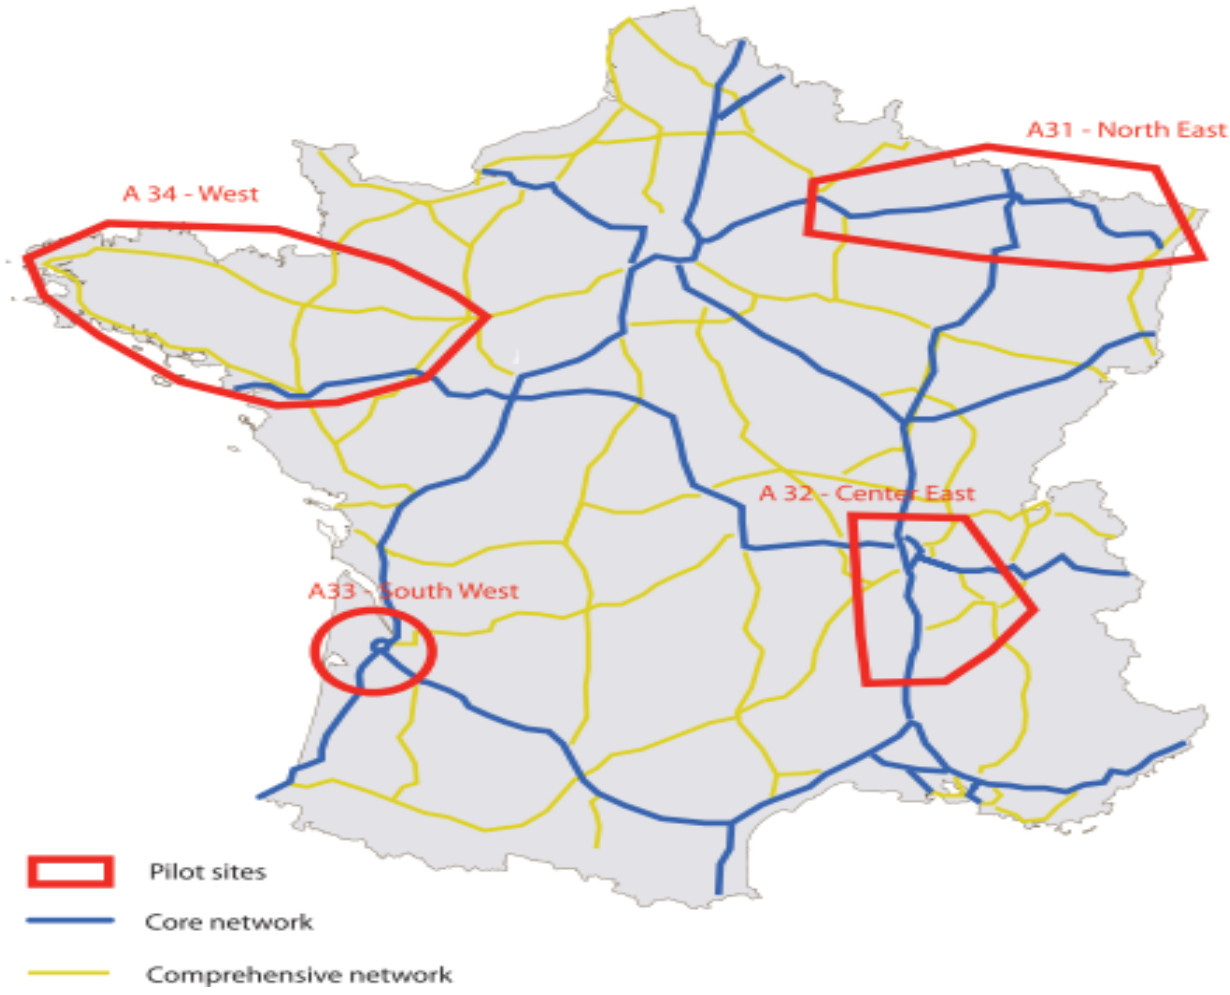 A31 - North East
A 34 - West
A 32 - Center East
A33 - South West
Pilot sites
Core network
Comprehensive network